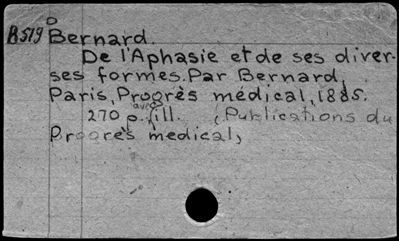 D
B519 Bernard.
De l'Aphasie et de ses diver-
ses formes. Par Bernard,
Paris, Progrès médical, 1885.
avec
270 p. ill. (Publications du
Progrès medical,